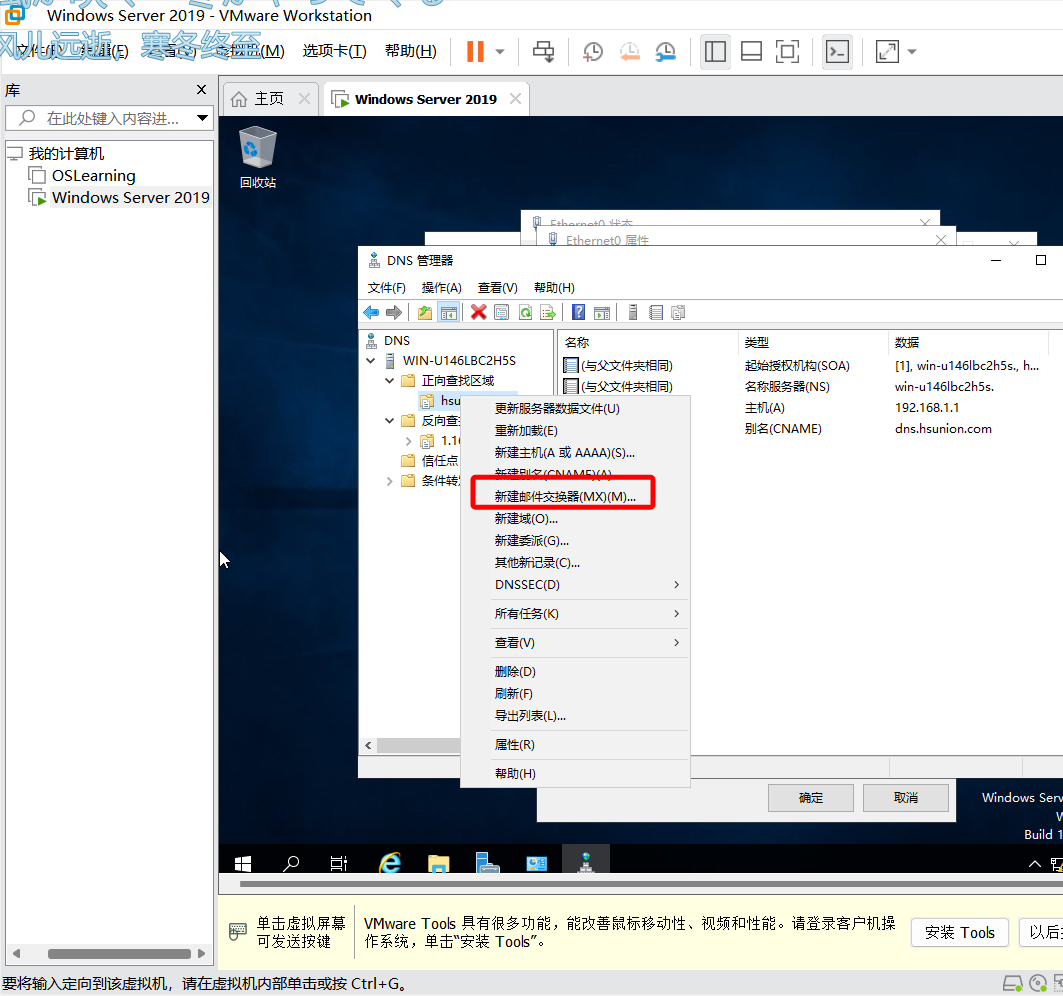 Windows Server 2019 - VMware Workstation
风儿远逝, 寒冬终至
选项卡(T) 帮助(H)
库
在此处键入内容进...
我的计算机
OSLearning
Windows Server 2019
主页
Windows Server 2019
回收站
Ethernet0 状态
Ethernet0 属性
DNS 管理器
文件(F) 操作(A) 查看(V) 帮助(H)
DNS
WIN-U146LBC2H5S
正向查找区域
hsu
反向查
1.1
信任点
条件转
名称 类型 数据
(与父文件夹相同) 起始授权机构(SOA) [1], win-u146lbc2h5s., h...
(与父文件夹相同) 名称服务器(NS) win-u146lbc2h5s.
主机(A) 192.168.1.1
别名(CNAME) dns.hsunion.com
更新服务器数据文件(U)
重新加载(E)
新建主机(A 或 AAAA)(S)...
新建别名(CNAME)(A)...
新建邮件交换器(MX)(M)...
新建域(O)...
新建委派(G)...
其他新记录(C)...
DNSSEC(D)
所有任务(K)
查看(V)
删除(D)
刷新(F)
导出列表(L)...
属性(R)
帮助(H)
确定 取消
Windows Serv
W
Build 1
单击虚拟屏幕
可发送按键
VMware Tools 具有很多功能，能改善鼠标移动性、视频和性能。请登录客户机操
作系统，单击“安装 Tools”。
安装 Tools
以后
要将输入定向到该虚拟机，请在虚拟机内部单击或按 Ctrl+G。